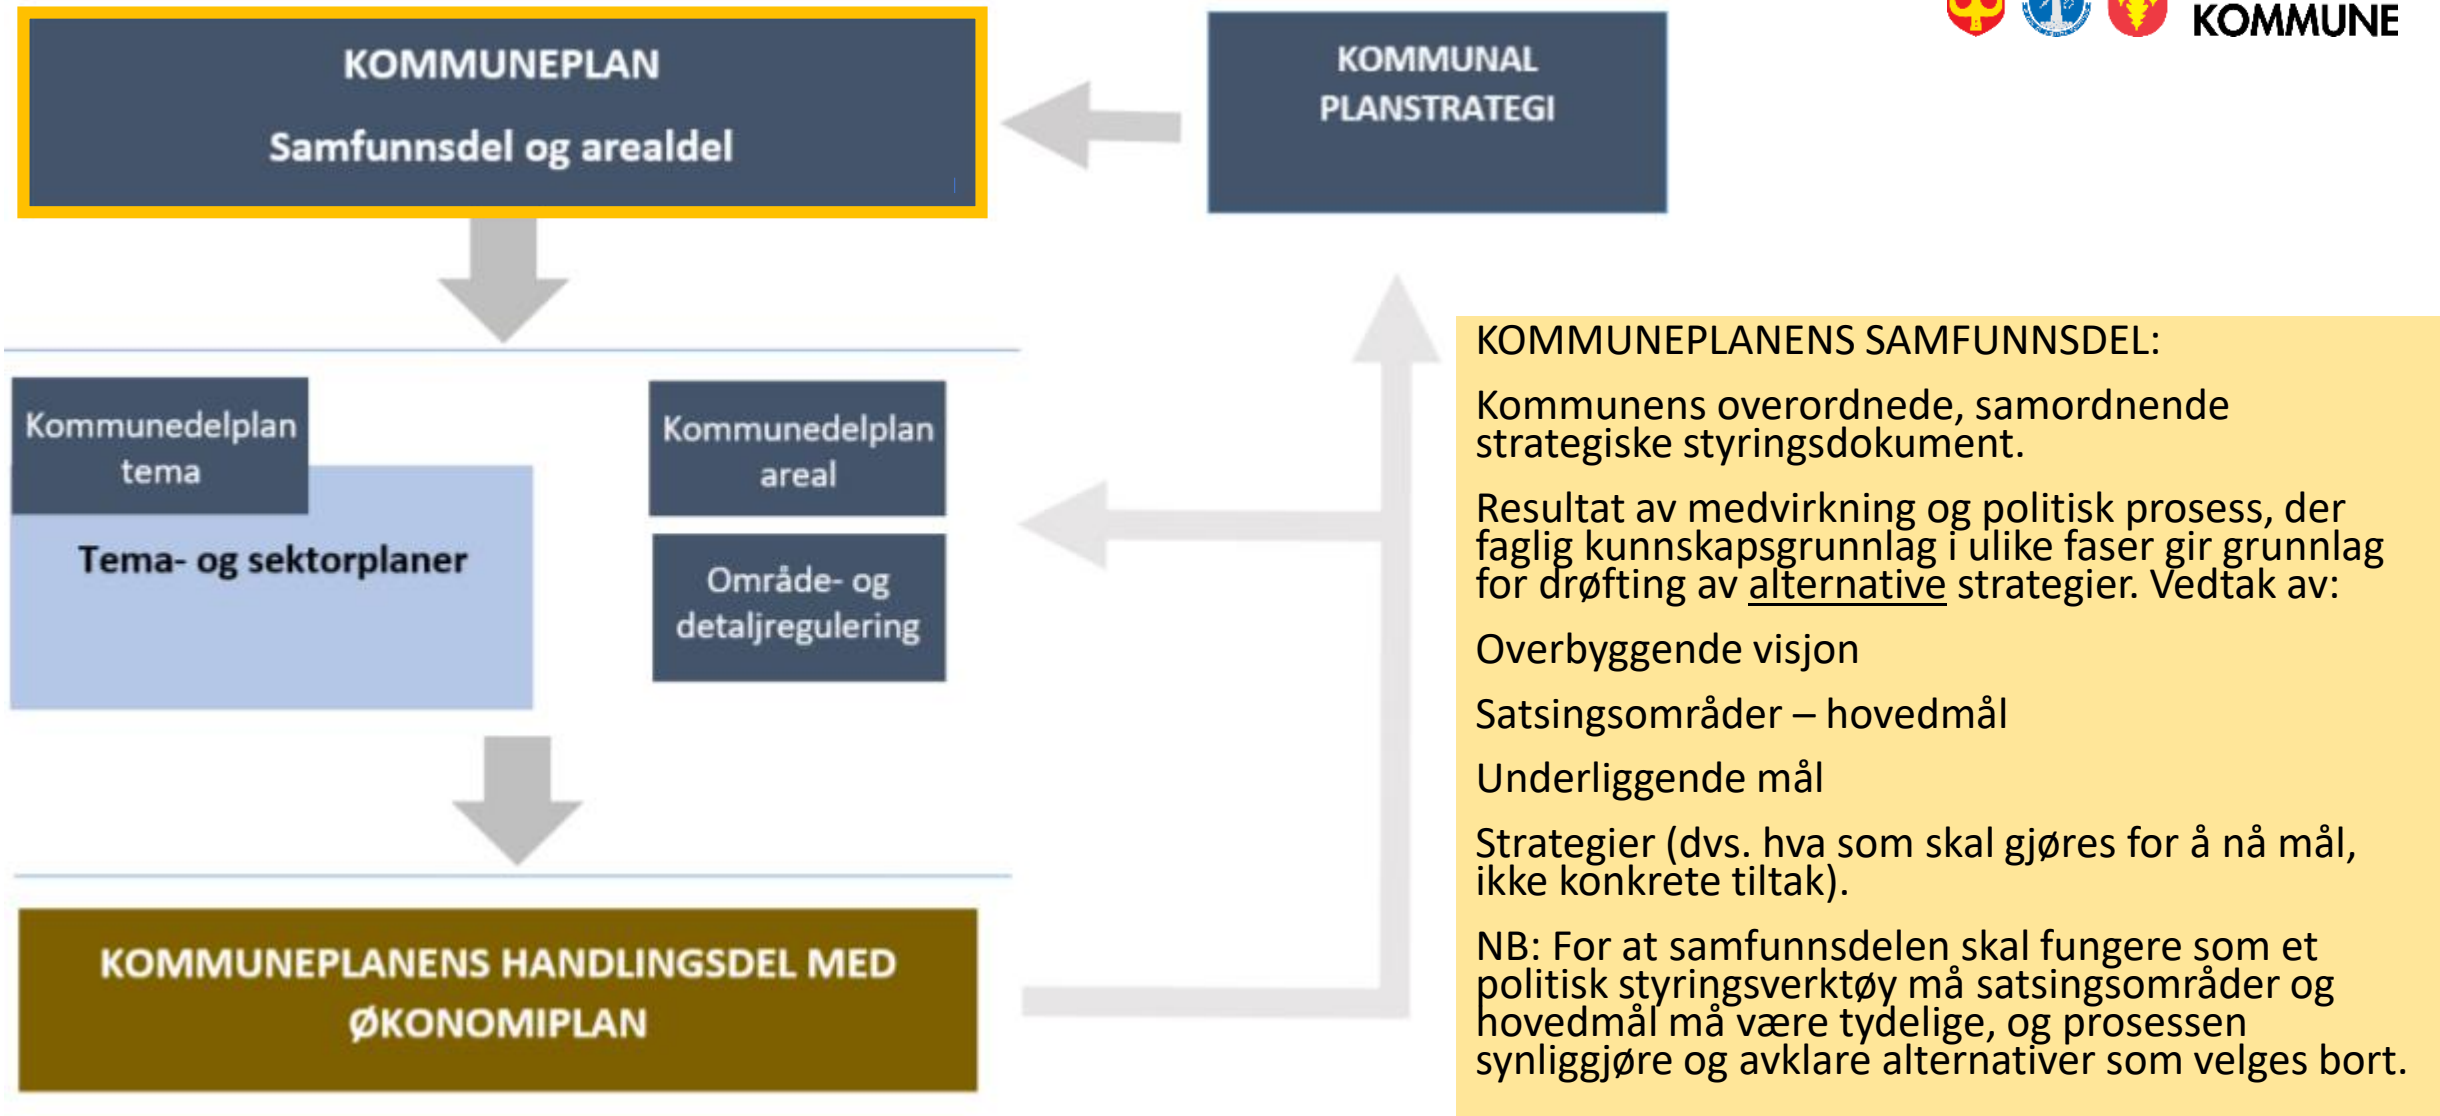 KOMMUNE
KOMMUNEPLAN
Samfunnsdel og arealdel
KOMMUNAL
PLANSTRATEGI
Kommunedelplan
tema
Tema- og sektorplaner
Kommunedelplan
areal
Område- og
detaljregulering
KOMMUNEPLANENS HANDLINGSDEL MED
ØKONOMIPLAN
KOMMUNEPLANENS SAMFUNNSDEL:
Kommunens overordnede, samordnende
strategiske styringsdokument.
Resultat av medvirkning og politisk prosess, der
faglig kunnskapsgrunnlag i ulike faser gir grunnlag
for drøfting av alternative strategier. Vedtak av:
Overbyggende visjon
Satsingsområder – hovedmål
Underliggende mål
Strategier (dvs. hva som skal gjøres for å nå mål,
ikke konkrete tiltak).
NB: For at samfunnsdelen skal fungere som et
politisk styringsverktøy må satsingsområder og
hovedmål må være tydelige, og prosessen
synliggjøre og avklare alternativer som velges bort.